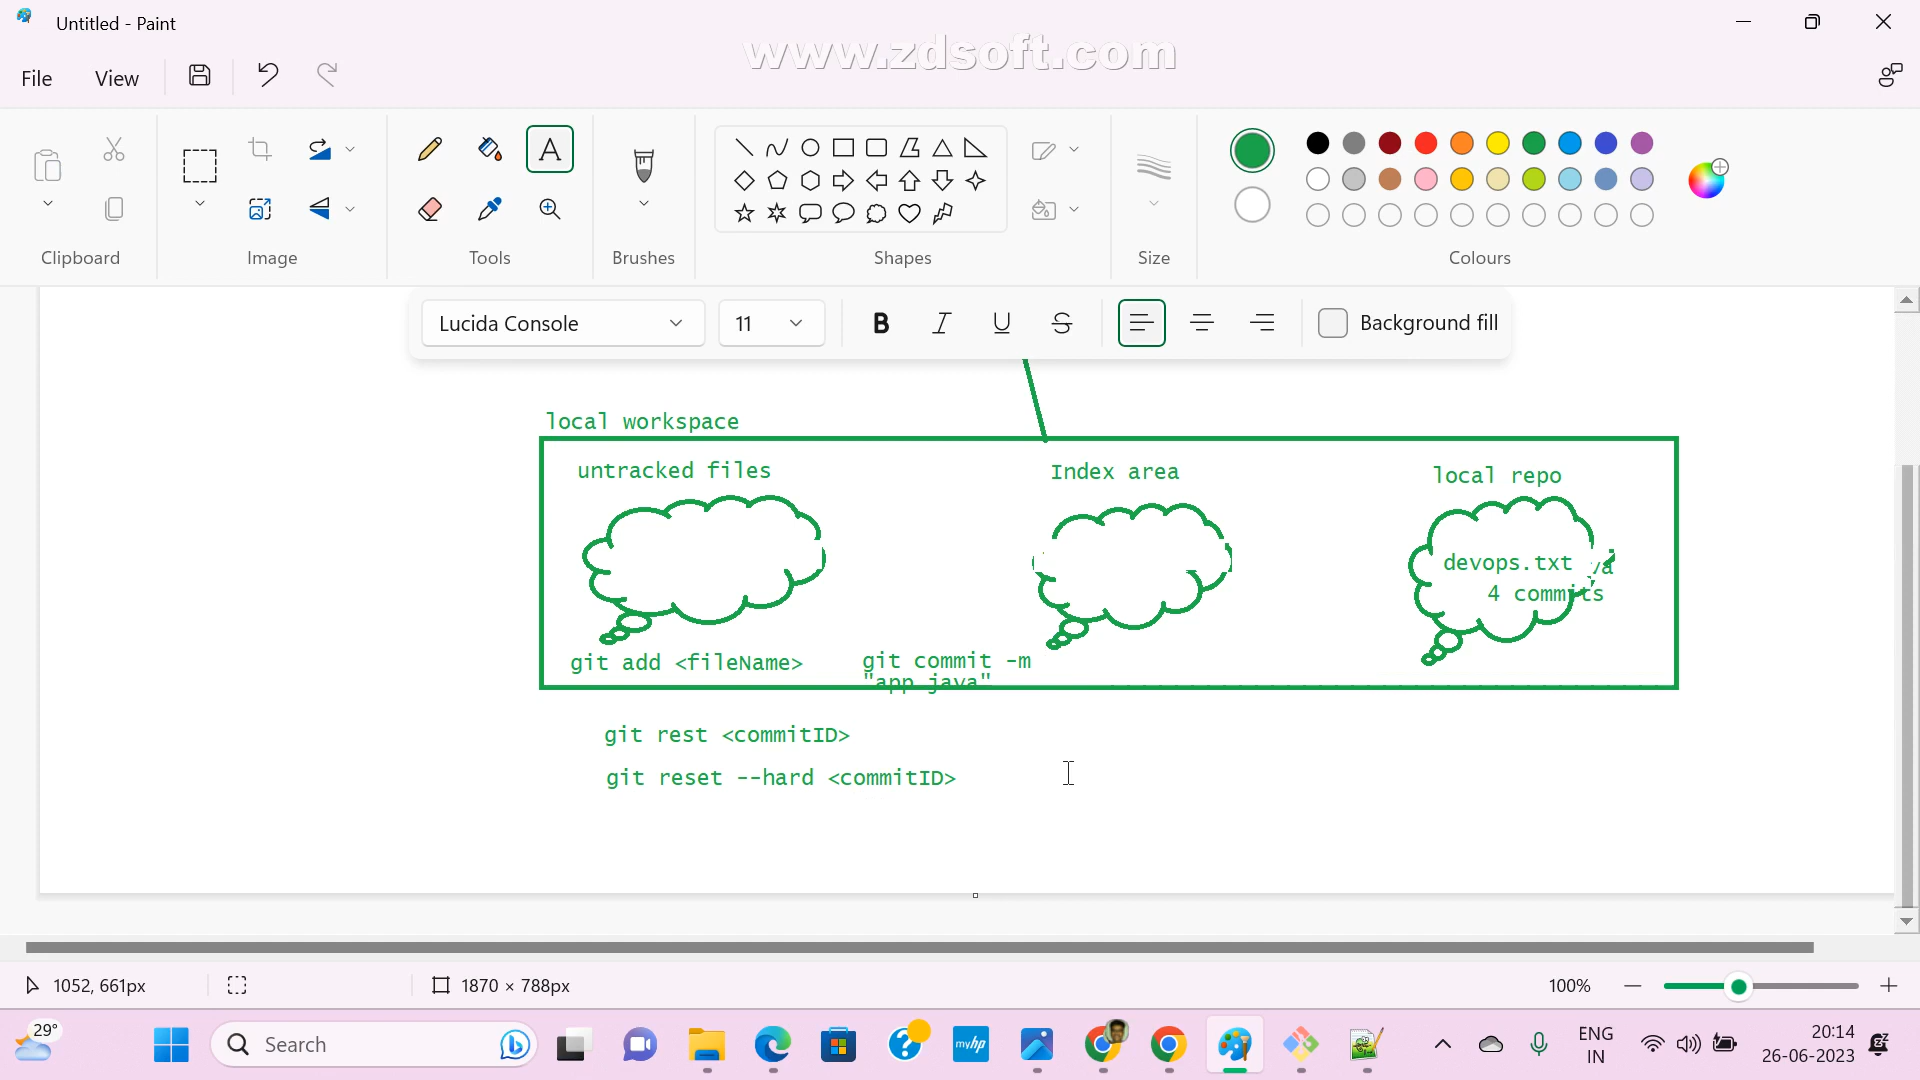 Untitled - Paint
www.zdsoft.com
File View
Clipboard Image Tools Brushes Shapes Size Colours
Lucida Console 11 B I U S Background fill
local workspace
untracked files Index area local repo
devops.txt va
4 commits
git add <fileName> git commit -m
"app java"
git rest <commitID>
git reset --hard <commitID>
1052, 661px 1870 × 788px 100%
29° Search myhp ENG 20:14
IN 26-06-2023